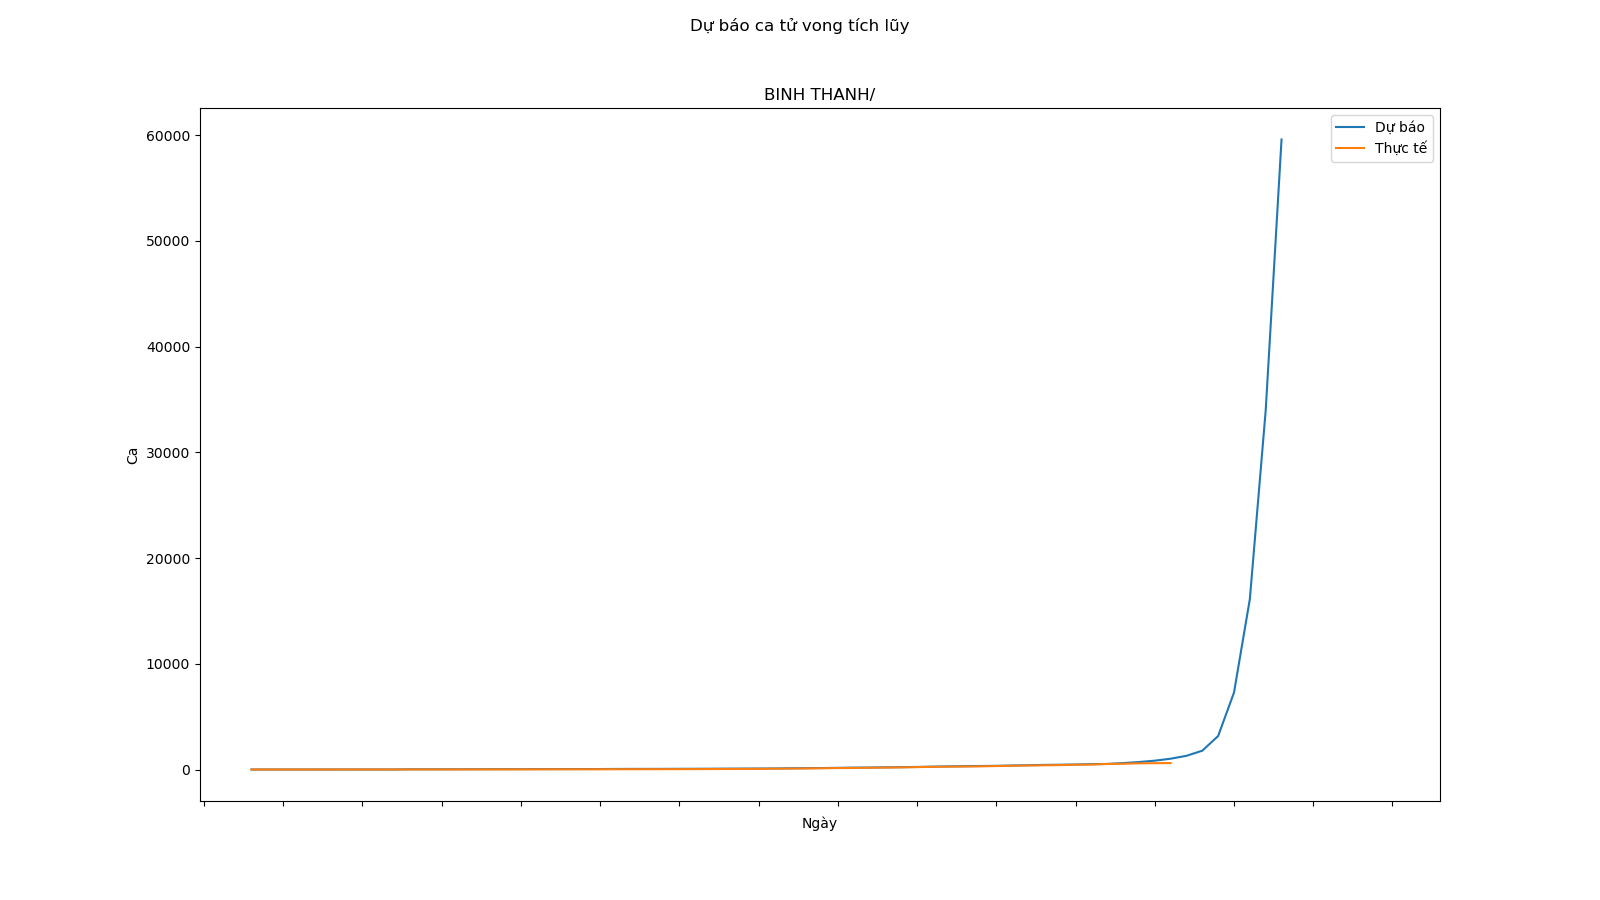 Dự báo ca tử vong tích lũy
BINH THANH/
Dự báo
Thực tế
60000
50000
40000
30000
20000
10000
0
Ca
Ngày